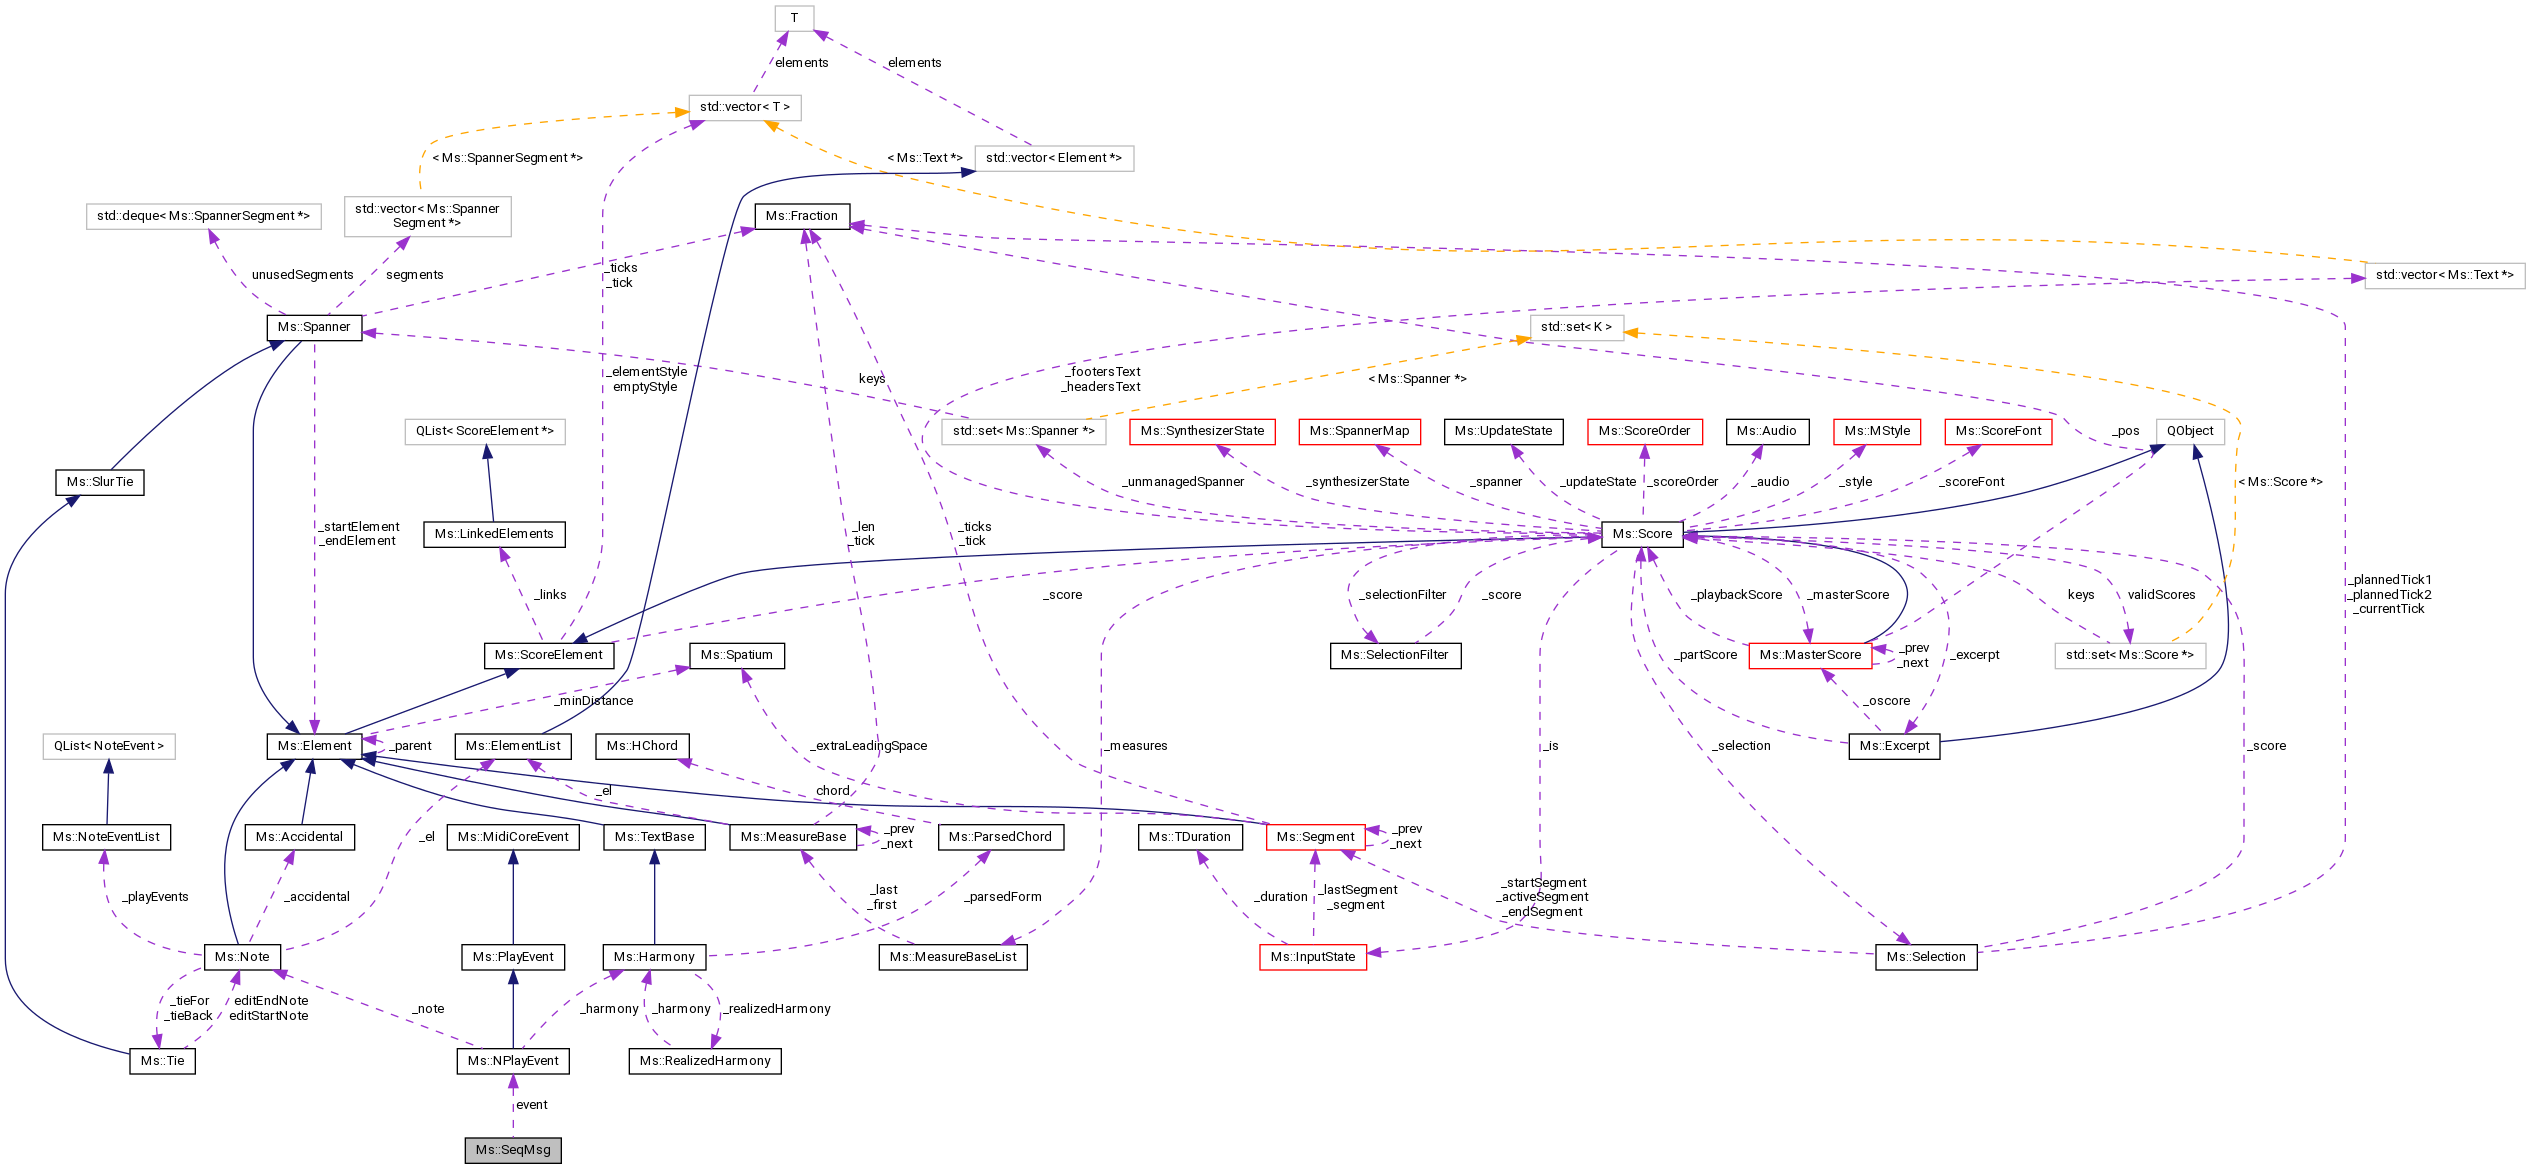 T
elements
elements
std::vector< T >
< Ms::SpannerSegment *>
< Ms::Text *>
std::vector< Element *>
std::deque< Ms::SpannerSegment *>
std::vector< Ms::Spanner
Segment *>
Ms::Fraction
unusedSegments
segments
_ticks
_tick
std::vector< Ms::Text *>
Ms::Spanner
std::set< K >
_elementStyle
emptyStyle
keys
_footersText
_headersText
< Ms::Spanner *>
QList< ScoreElement *>
std::set< Ms::Spanner *>
Ms::SynthesizerState
Ms::SpannerMap
Ms::UpdateState
Ms::ScoreOrder
Ms::Audio
Ms::MStyle
Ms::ScoreFont
_pos
QObject
Ms::SlurTie
_unmanagedSpanner
_synthesizerState
_spanner
_updateState
_scoreOrder
_audio
_style
_scoreFont
< Ms::Score *>
_startElement
_endElement
Ms::LinkedElements
_len
_tick
_ticks
_tick
Ms::Score
_links
_score
_selectionFilter
_score
_playbackScore
_masterScore
keys
validScores
_plannedTick1
_plannedTick2
_currentTick
Ms::ScoreElement
Ms::Spatium
Ms::SelectionFilter
_partScore
Ms::MasterScore
_prev
_next
_excerpt
std::set< Ms::Score *>
_minDistance
_oscore
QList< NoteEvent >
Ms::Element
_parent
Ms::ElementList
Ms::HChord
_extraLeadingSpace
_measures
_is
_selection
Ms::Excerpt
_score
_el
chord
Ms::NoteEventList
Ms::Accidental
_el
Ms::MidiCoreEvent
Ms::TextBase
Ms::MeasureBase
_prev
_next
Ms::ParsedChord
Ms::TDuration
Ms::Segment
_prev
_next
_playEvents
_accidental
_last
_first
_parsedForm
_duration
_lastSegment
_segment
_startSegment
_activeSegment
_endSegment
Ms::Note
Ms::PlayEvent
Ms::Harmony
Ms::MeasureBaseList
Ms::InputState
Ms::Selection
_tieFor
_tieBack
editEndNote
editStartNote
_note
_harmony
_harmony
_realizedHarmony
Ms::Tie
Ms::NPlayEvent
Ms::RealizedHarmony
event
Ms::SeqMsg